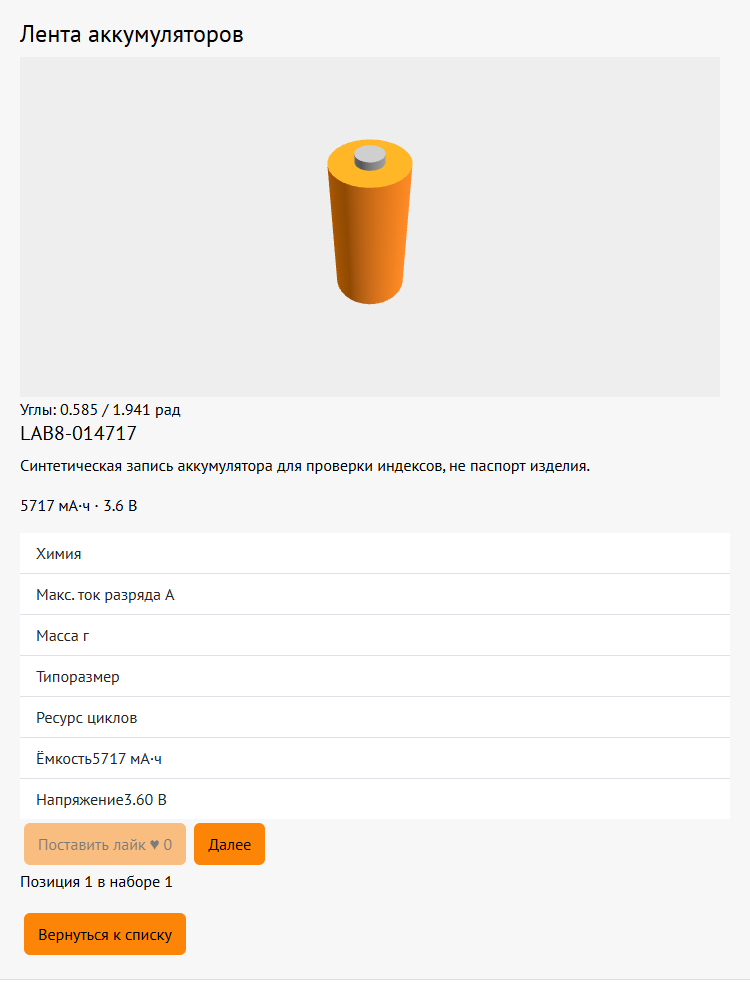 Лента аккумуляторов
Углы: 0.585 / 1.941 рад
LAB8-014717
Синтетическая запись аккумулятора для проверки индексов, не паспорт изделия.
5717 мА·ч · 3.6 В
Химия
Макс. ток разряда А
Масса г
Типоразмер
Ресурс циклов
Ёмкость5717 мА·ч
Напряжение3.60 В
Поставить лайк ♥ 0 Далее
Позиция 1 в наборе 1
Вернуться к списку